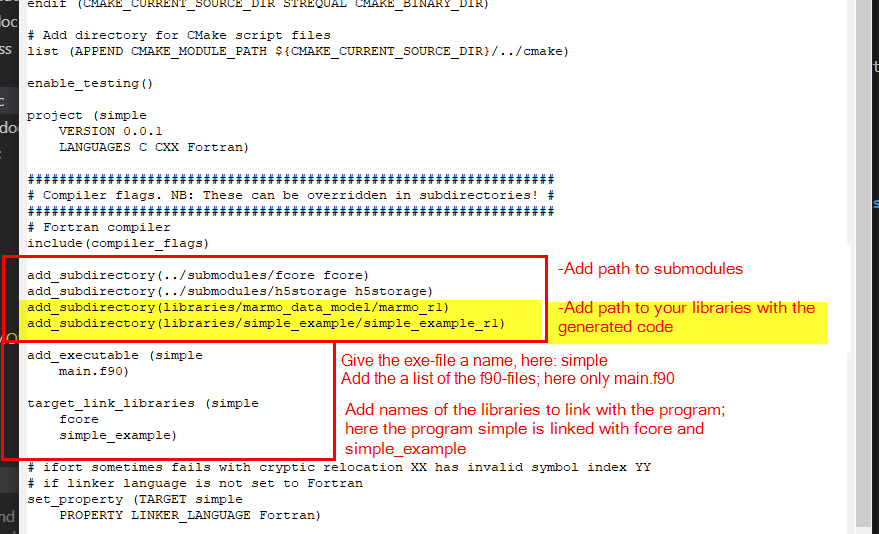 endif (CMAKE_CURRENT_SOURCE_DIR STREQUAL CMAKE_BINARY_DIR)
# Add directory for CMake script files
list (APPEND CMAKE_MODULE_PATH ${CMAKE_CURRENT_SOURCE_DIR}/../cmake)
enable_testing()
project (simple
VERSION 0.0.1
LANGUAGES C CXX Fortran)
##################################################################
# Compiler flags. NB: These can be overridden in subdirectories! #
##################################################################
# Fortran compiler
include(compiler_flags)
add_subdirectory(../submodules/fcore fcore)
add_subdirectory(../submodules/h5storage h5storage)
add_subdirectory(libraries/marmo_data_model/marmo_r1)
add_subdirectory(libraries/simple_example/simple_example_r1)
-Add path to submodules
-Add path to your libraries with the
generated code
add_executable (simple
main.f90)
Give the exe-file a name, here: simple
Add the a list of the f90-files; here only main.f90
target_link_libraries (simple
fcore
simple_example)
Add names of the libraries to link with the program;
here the program simple is linked with fcore and
simple_example
# ifort sometimes fails with cryptic relocation XX has invalid symbol index YY
# if linker language is not set to Fortran
set_property (TARGET simple
PROPERTY LINKER_LANGUAGE Fortran)